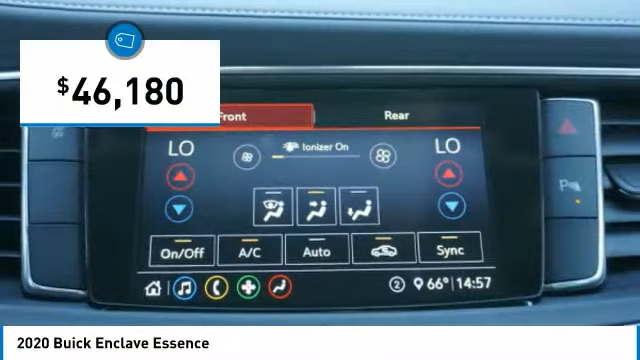 $46,180
Front Rear
LO Ionizer On LO
On/Off A/C Auto Sync
2 66° 14:57
2020 Buick Enclave Essence